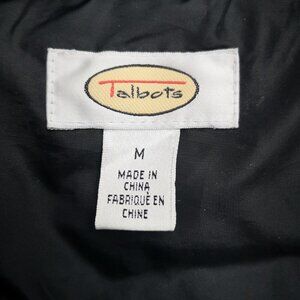 Talbots
M
MADE IN
CHINA
FABRIQUÉ EN
CHINE